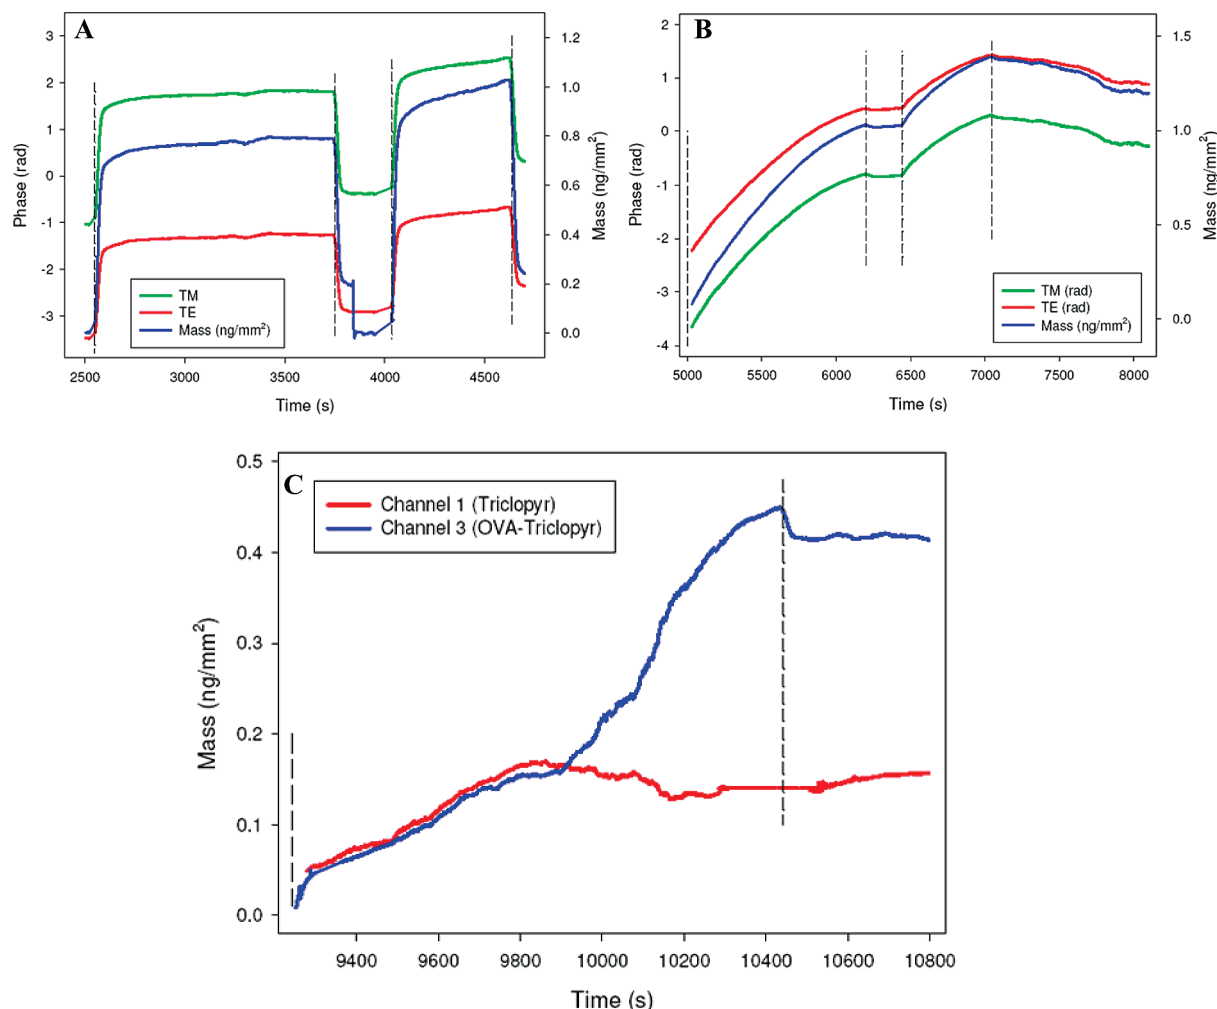 A
Phase (rad)
3
2
1
0
-1
-2
-3
1.2
1.0
0.8
0.6
0.4
0.2
0.0
Mass (ng/mm²)
TM
TE
Mass (ng/mm²)
2500 3000 3500 4000 4500
Time (s)
B
Phase (rad)
2
1
0
-1
-2
-3
-4
1.5
1.0
0.5
0.0
Mass (ng/mm²)
TM (rad)
TE (rad)
Mass (ng/mm²)
5000 5500 6000 6500 7000 7500 8000
Time (s)
C
Mass (ng/mm²)
0.5
0.4
0.3
0.2
0.1
0.0
Channel 1 (Triclopyr)
Channel 3 (OVA-Triclopyr)
9400 9600 9800 10000 10200 10400 10600 10800
Time (s)